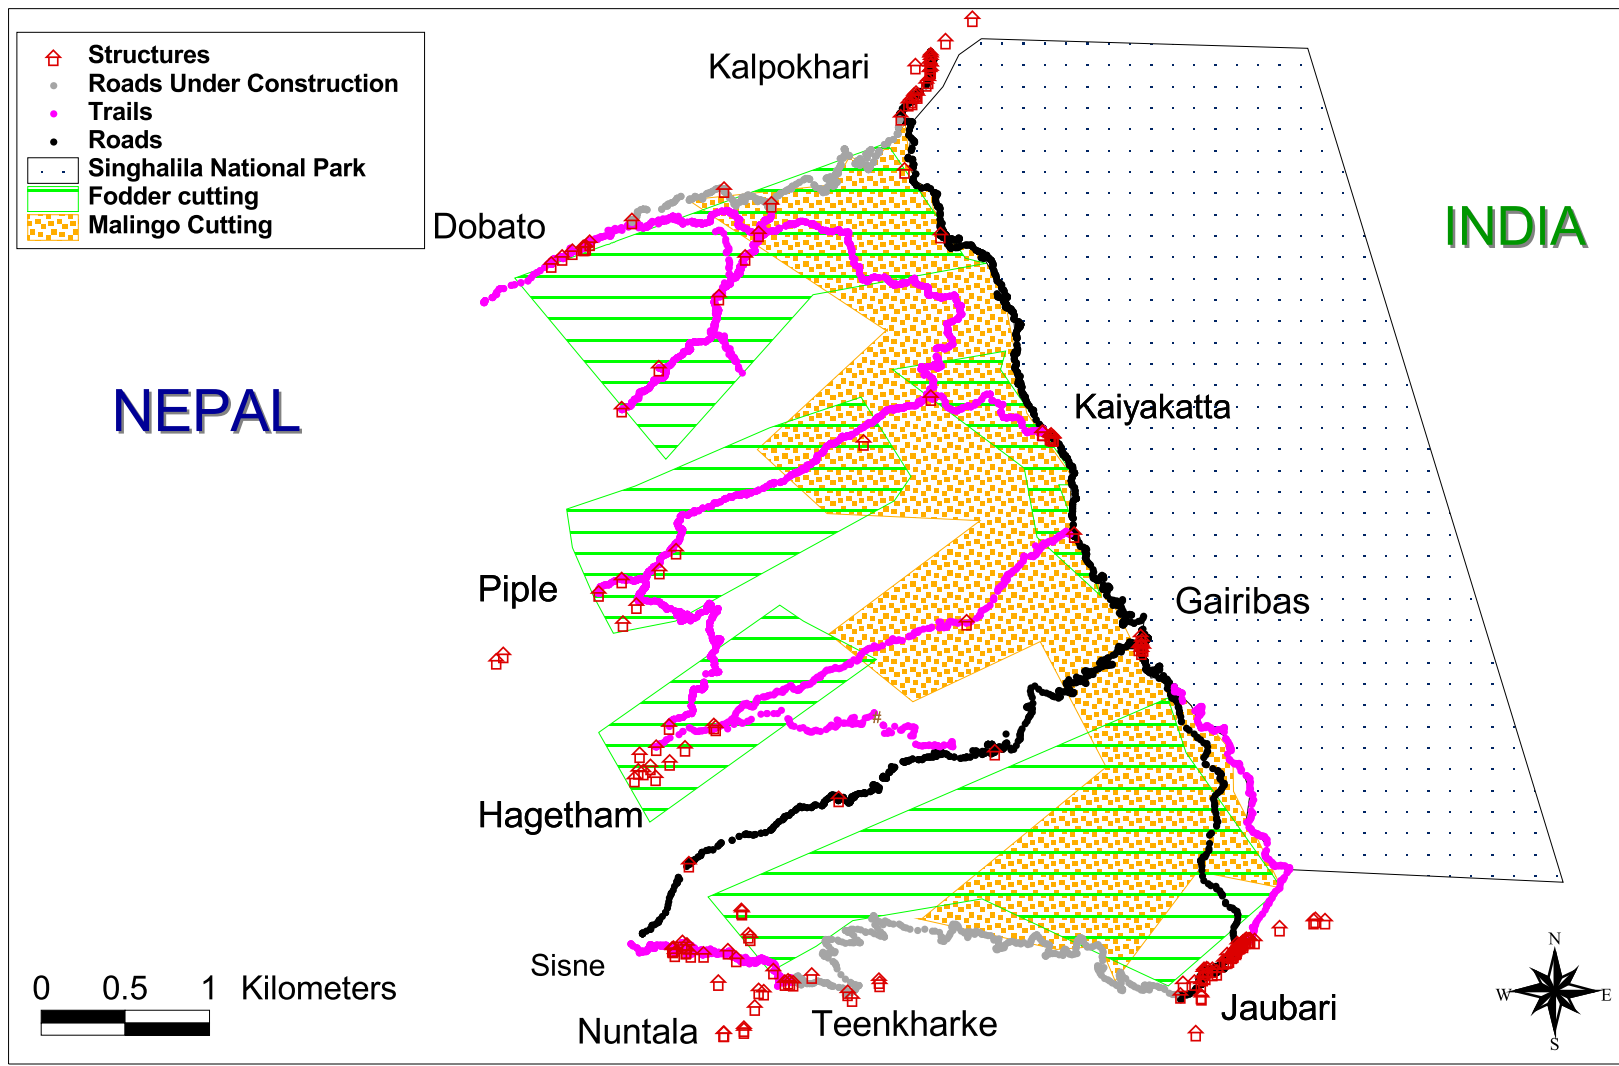 Structures
Roads Under Construction
Trails
Roads
Singhalila National Park
Fodder cutting
Malingo Cutting
Kalpokhari
Dobato
INDIA
NEPAL
Kaiyakatta
Piple
Gairibas
#
Hagetham
Sisne
Nuntala
Teenkharke
Jaubari
0 0.5 1 Kilometers
N
W E
S